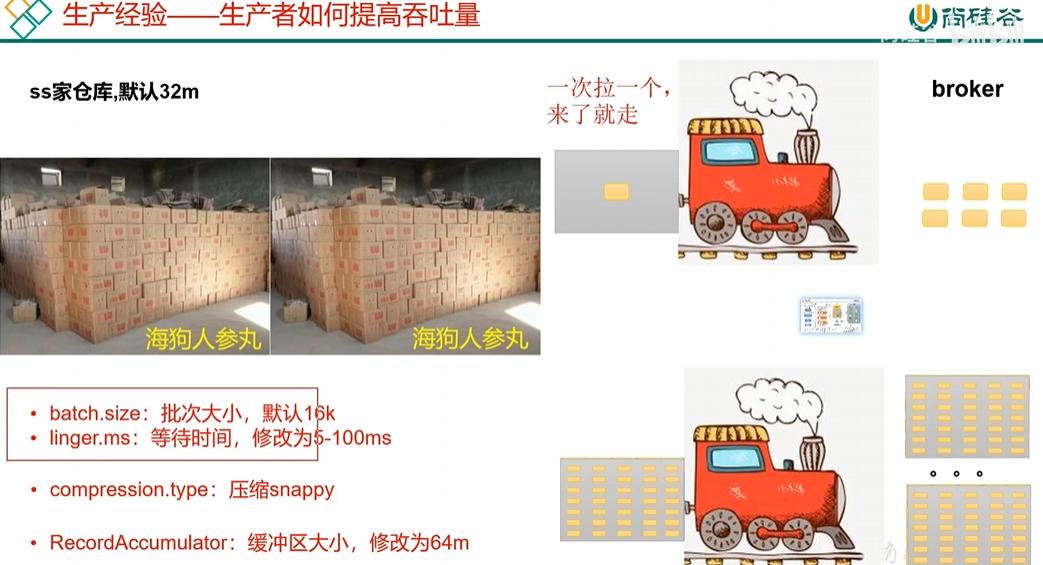 生产经验——生产者如何提高吞吐量
尚硅谷
ss家仓库,默认32m
一次拉一个，
来了就走
broker
海狗人参丸
海狗人参丸
• batch.size：批次大小，默认16k
• linger.ms：等待时间，修改为5-100ms
• compression.type：压缩snappy
• RecordAccumulator：缓冲区大小，修改为64m